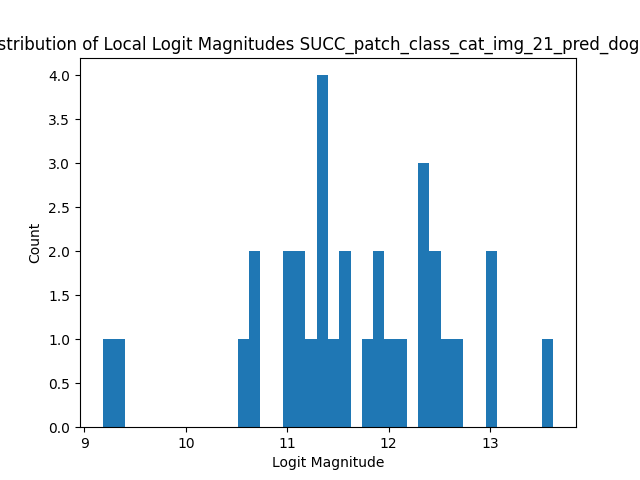 stribution of Local Logit Magnitudes SUCC_patch_class_cat_img_21_pred_dog
4.0
3.5
3.0
2.5
2.0
1.5
1.0
0.5
0.0
Count
9 10 11 12 13
Logit Magnitude